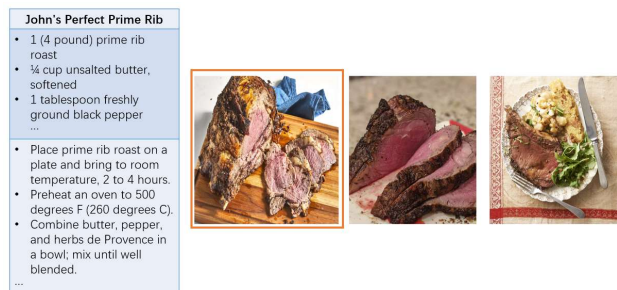 John's Perfect Prime Rib
• 1 (4 pound) prime rib
roast
• ¼ cup unsalted butter,
softened
• 1 tablespoon freshly
ground black pepper
...
• Place prime rib roast on a
plate and bring to room
temperature, 2 to 4 hours.
• Preheat an oven to 500
degrees F (260 degrees C).
• Combine butter, pepper,
and herbs de Provence in
a bowl; mix until well
blended.
...